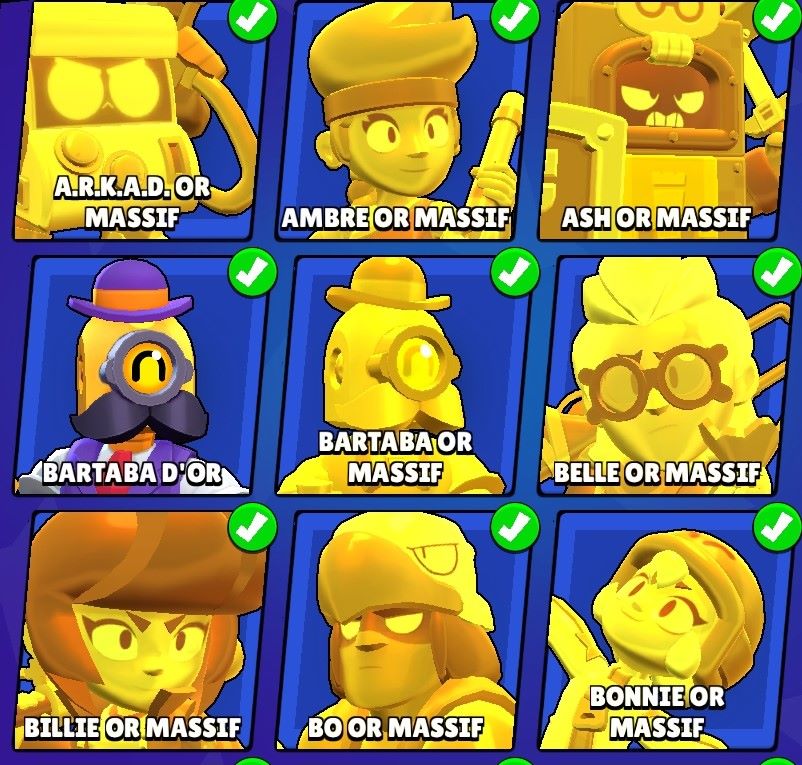 A.R.K.A.D. OR
MASSIF
AMBRE OR MASSIF
ASH OR MASSIF
BARTABA D'OR
BARTABA OR
MASSIF
BELLE OR MASSIF
BILLIE OR MASSIF
BO OR MASSIF
BONNIE OR
MASSIF